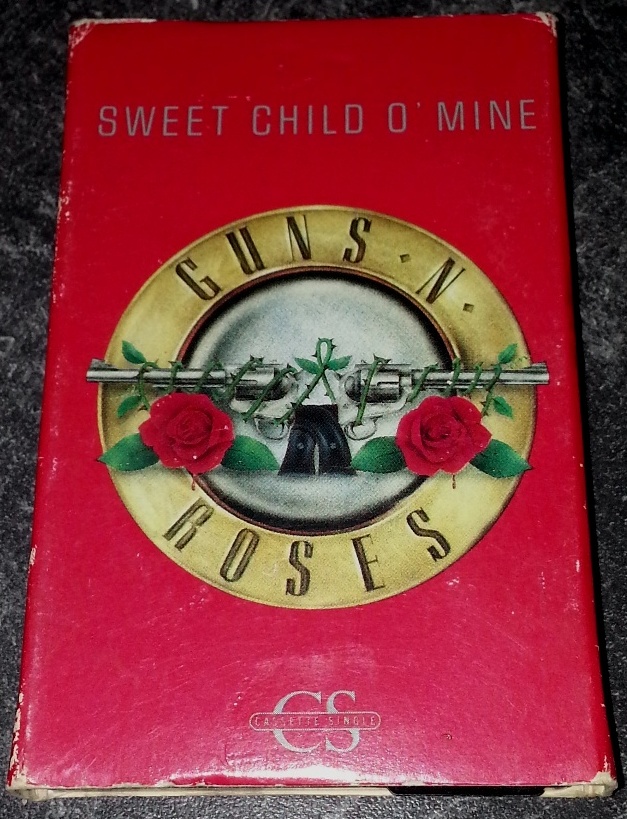 SWEET CHILD O' MINE
GUNS·N·
ROSES
CS
CASSETTE SINGLE